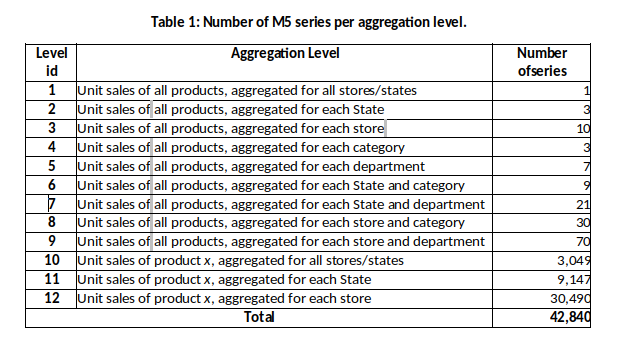 Table 1: Number of M5 series per aggregation level.
Level id Aggregation Level Number ofseries
1 Unit sales of all products, aggregated for all stores/states 1
2 Unit sales of all products, aggregated for each State 3
3 Unit sales of all products, aggregated for each store 10
4 Unit sales of all products, aggregated for each category 3
5 Unit sales of all products, aggregated for each department 7
6 Unit sales of all products, aggregated for each State and category 9
7 Unit sales of all products, aggregated for each State and department 21
8 Unit sales of all products, aggregated for each store and category 30
9 Unit sales of all products, aggregated for each store and department 70
10 Unit sales of product x, aggregated for all stores/states 3,049
11 Unit sales of product x, aggregated for each State 9,147
12 Unit sales of product x, aggregated for each store 30,490
Total 42,840